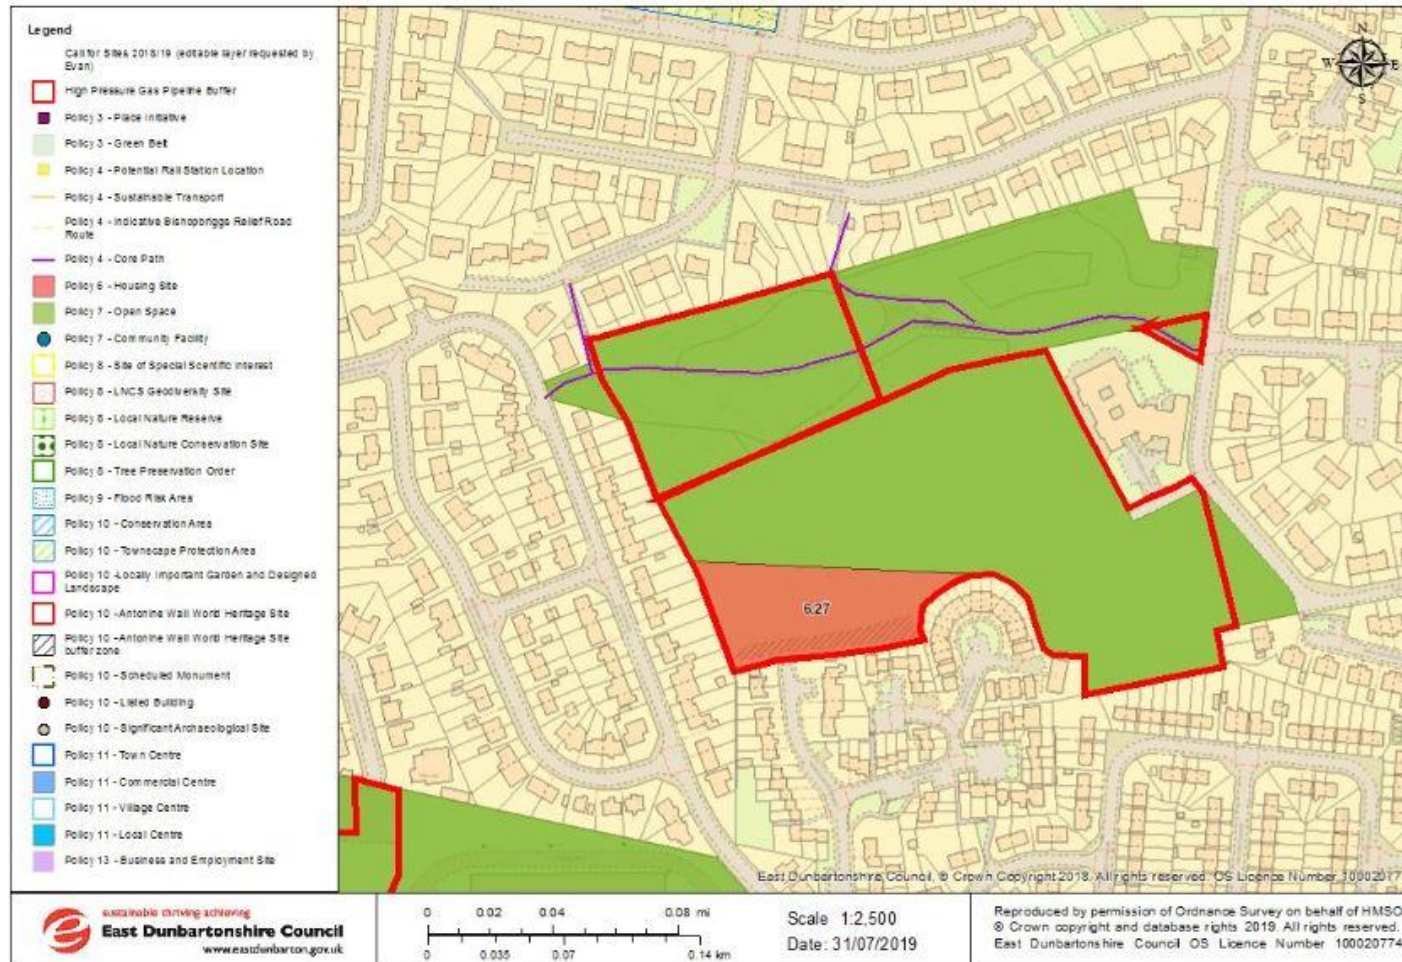 Legend
Call for Sites 2018/19 (editable layer requested by
Evan)
High Pressure Gas Pipeline Buffer
Policy 3 - Place Initiative
Policy 3 - Green Belt
Policy 4 - Potential Rail Station Location
Policy 4 - Sustainable Transport
Policy 4 - Indicative Bishopbriggs Relief Road
Route
Policy 4 - Core Path
Policy 6 - Housing Site
Policy 7 - Open Space
Policy 7 - Community Facility
Policy 8 - Site of Special Scentific Interest
Policy 8 - LNCS Geodiversity Site
Policy 8 - Local Nature Reserve
Policy 8 - Local Nature Conservation Site
Policy 8 - Tree Preservation Order
Policy 9 - Flood Risk Area
Policy 10 - Conservation Area
Policy 10 - Townscape Protection Area
Policy 10 -Locally Important Garden and Designed
Landscape
Policy 10 -Antonine Wall World Heritage Site
Policy 10 -Antonine Wall World Heritage Site
buffer zone
Policy 10 - Scheduled Monument
Policy 10 - Listed Building
Policy 10 - Significant Archaeological Site
Policy 11 - Town Centre
Policy 11 - Commercial Centre
Policy 11 - Village Centre
Policy 11 - Local Centre
Policy 13 - Business and Employment Site
N
W E
S
6.27
East Dunbartonshire Council, © Crown Copyright 2018. All rights reserved. OS Licence Number 10002077
sustainable thriving achieving
East Dunbartonshire Council
www.eastdunbarton.gov.uk
0 0.02 0.04 0.08 mi
0 0.035 0.07 0.14 km
Scale 1:2,500
Date: 31/07/2019
Reproduced by permission of Ordnance Survey on behalf of HMSO.
© Crown copyright and database rights 2019. All rights reserved.
East Dunbartonshire Council OS Licence Number 100020774